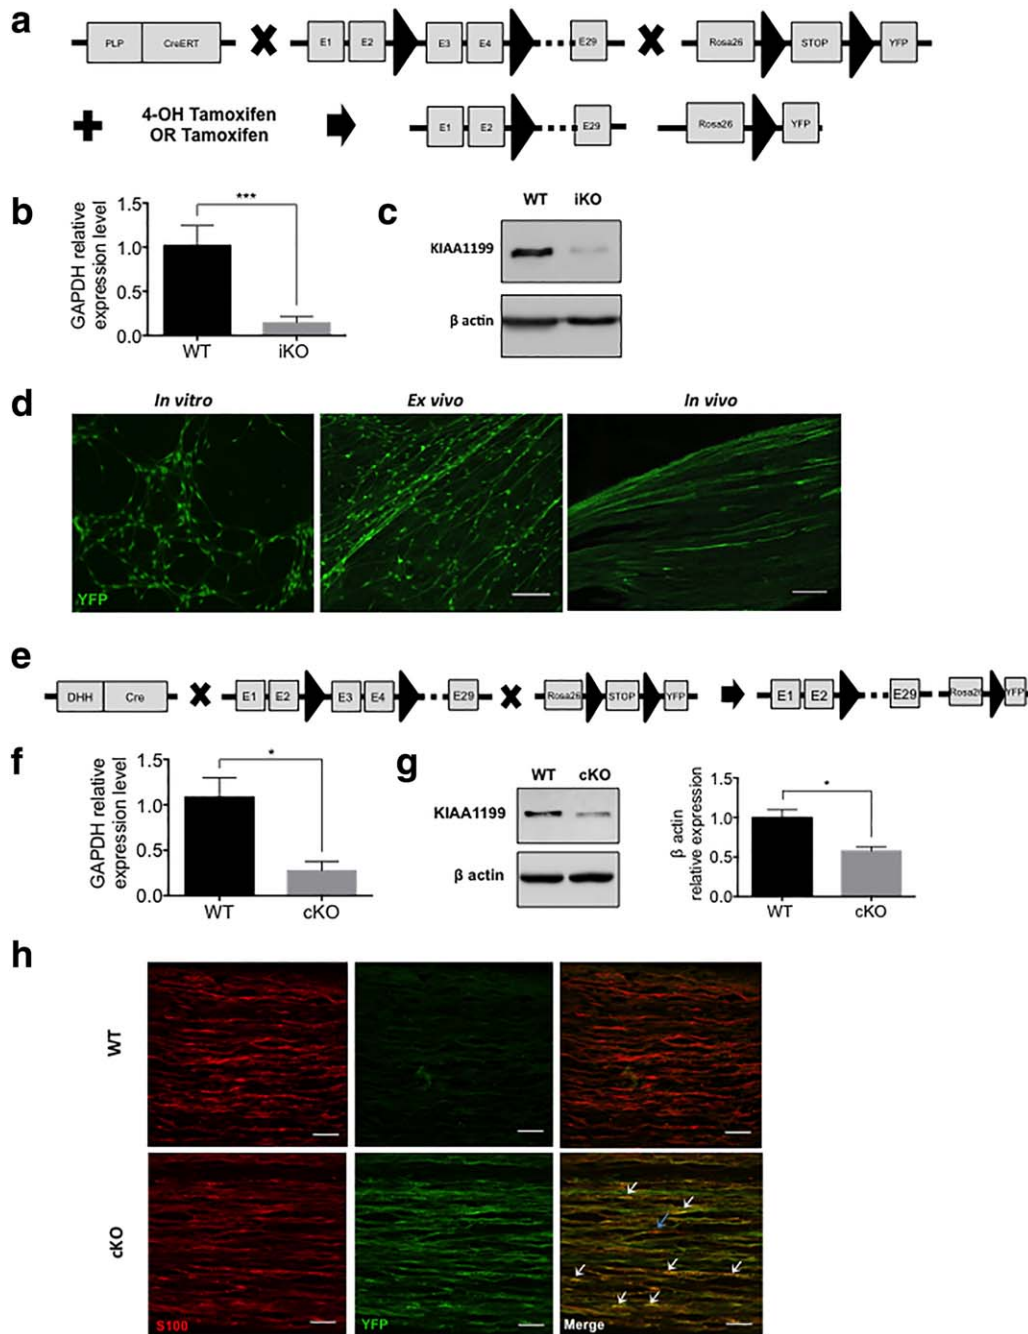 a
PLP CreERT E1 E2 E3 E4 E29 Rosa26 STOP YFP
4-OH Tamoxifen
OR Tamoxifen
E1 E2 E29 Rosa26 YFP
b
GAPDH relative
expression level
1.5
1.0
0.5
0.0
***
WT iKO
c
WT iKO
KIAA1199
β actin
d
In vitro Ex vivo In vivo
YFP
e
DHH Cre E1 E2 E3 E4 E29 Rosa26 STOP YFP E1 E2 E29 Rosa26 YFP
f
GAPDH relative
expression level
1.5
1.0
0.5
0.0
*
WT cKO
g
WT cKO
KIAA1199
β actin
β actin
relative expression
1.5
1.0
0.5
0.0
*
WT cKO
h
WT
cKO
S100 YFP Merge